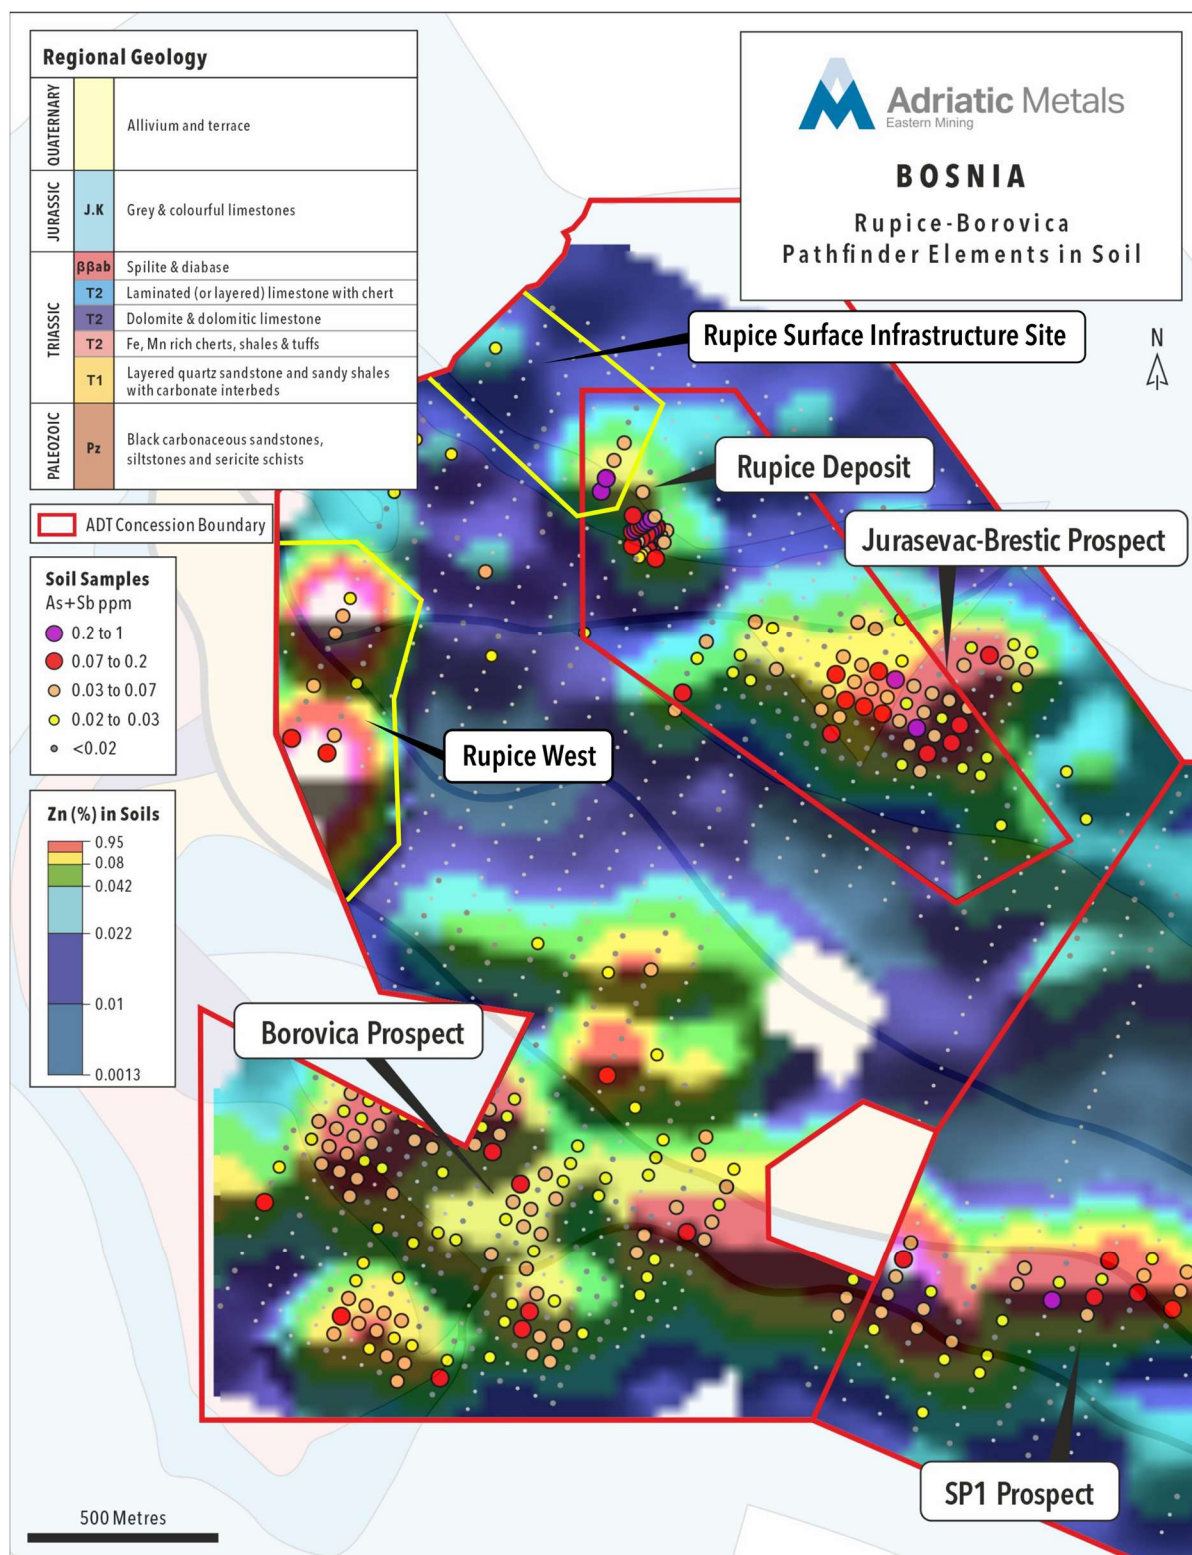 Regional Geology
QUATERNARY
Allivium and terrace
JURASSIC
J.K
Grey & colourful limestones
TRIASSIC
ββab
Spilite & diabase
T2
Laminated (or layered) limestone with chert
T2
Dolomite & dolomitic limestone
T2
Fe, Mn rich cherts, shales & tuffs
T1
Layered quartz sandstone and sandy shales
with carbonate interbeds
PALEOZOIC
Pz
Black carbonaceous sandstones,
siltstones and sericite schists
ADT Concession Boundary
Soil Samples
As+Sb ppm
0.2 to 1
0.07 to 0.2
0.03 to 0.07
0.02 to 0.03
<0.02
Zn (%) in Soils
0.95
0.08
0.042
0.022
0.01
0.0013
Adriatic Metals
Eastern Mining
BOSNIA
Rupice-Borovica
Pathfinder Elements in Soil
N
Rupice Surface Infrastructure Site
Rupice Deposit
Jurasevac-Brestic Prospect
Rupice West
Borovica Prospect
SP1 Prospect
500 Metres